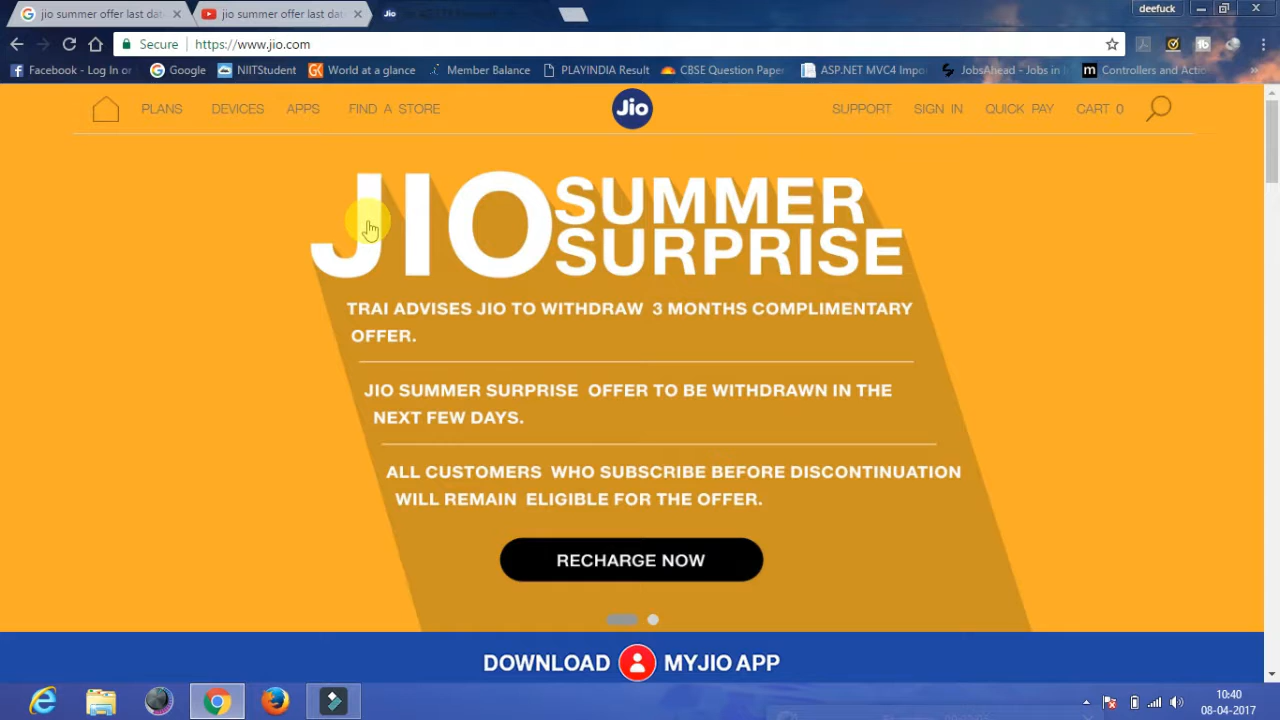 jio summer offer last dat
jio summer offer last dat
Jio
deefuck
Secure
https://www.jio.com
Facebook - Log In or
Google
NIITStudent
World at a glance
Member Balance
PLAYINDIA Result
CBSE Question Pape
ASP.NET MVC4 Impo
JobsAhead - Jobs in I
Controllers and Actio
PLANS
DEVICES
APPS
FIND A STORE
Jio
SUPPORT
SIGN IN
QUICK PAY
CART 0
JIO SUMMER
SURPRISE
TRAI ADVISES JIO TO WITHDRAW 3 MONTHS COMPLIMENTARY
OFFER.
JIO SUMMER SURPRISE OFFER TO BE WITHDRAWN IN THE
NEXT FEW DAYS.
ALL CUSTOMERS WHO SUBSCRIBE BEFORE DISCONTINUATION
WILL REMAIN ELIGIBLE FOR THE OFFER.
RECHARGE NOW
DOWNLOAD MYJIO APP
10:40
08-04-2017